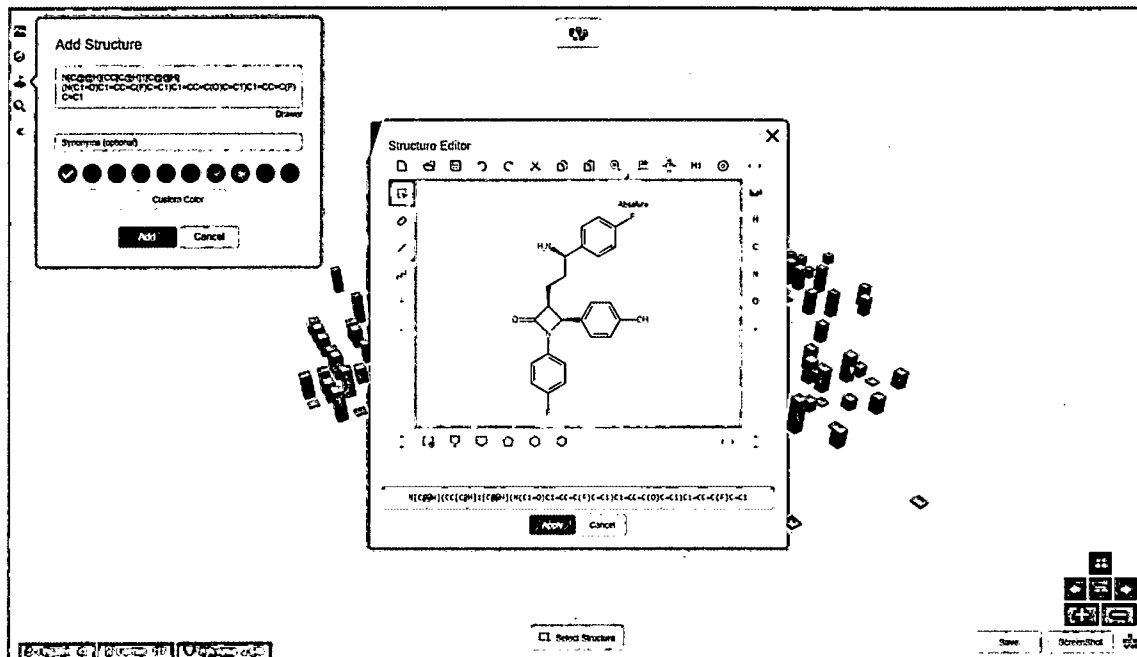 Add Structure
N[C@@H](CC[C@H]1[C@@H]
(N(C1=O)C1=CC=C(F)C=C1)C1=CC=C(O)C=C1)C1=CC=C(F)
C=C1
Drawer
Synonyms (optional)
Custom Color
Add
Cancel
Structure Editor
Absolute
F
H₂N
O
N
OH
F
H
C
N
O
N[C@@H](CC[C@H]1[C@@H](N(C1=O)C1=CC=C(F)C=C1)C1=CC=C(O)C=C1)C1=CC=C(F)C=C1
Apply
Cancel
Select Structure
Save
ScreenShot